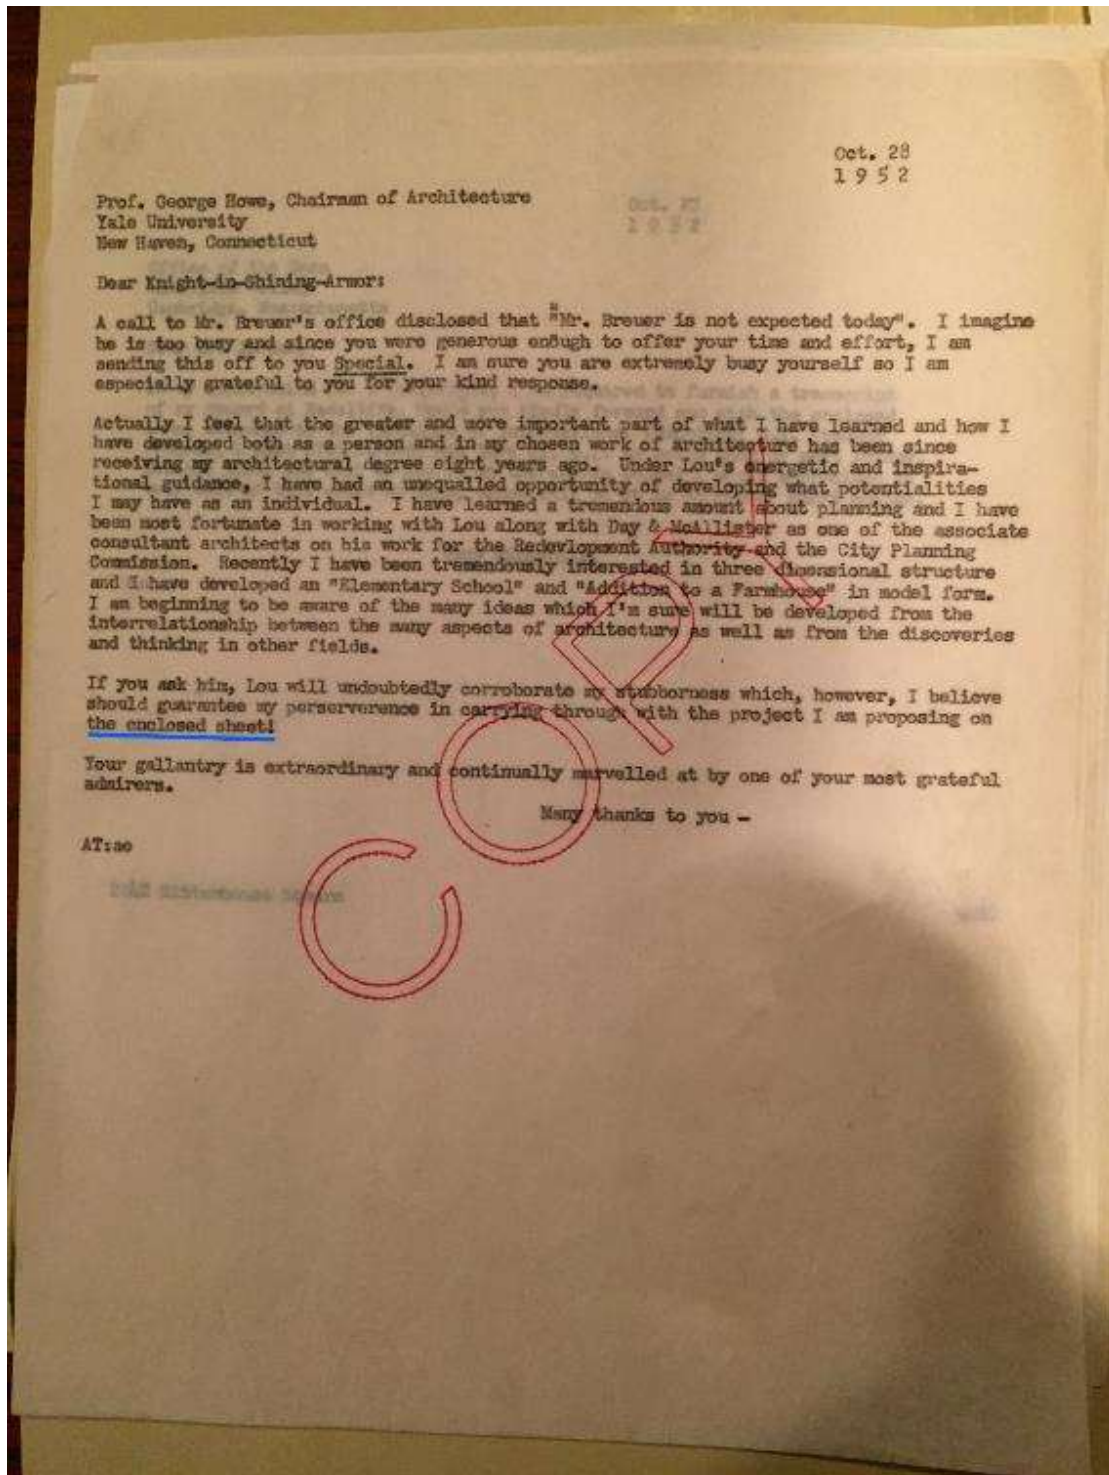 Oct. 28
1 9 5 2
Prof. George Howe, Chairman of Architecture
Yale University
New Haven, Connecticut
Dear Knight-in-Shining-Armor:
A call to Mr. Breuer's office disclosed that "Mr. Breuer is not expected today". I imagine
he is too busy and since you were generous enough to offer your time and effort, I am
sending this off to you Special. I am sure you are extremely busy yourself so I am
especially grateful to you for your kind response.
Actually I feel that the greater and more important part of what I have learned and how I
have developed both as a person and in my chosen work of architecture has been since
receiving my architectural degree eight years ago. Under Lou's energetic and inspira-
tional guidance, I have had an unequalled opportunity of developing what potentialities
I may have as an individual. I have learned a tremendous amount about planning and I have
been most fortunate in working with Lou along with Day & McAllister as one of the associate
consultant architects on his work for the Redevlopment Authority and the City Planning
Commission. Recently I have been tremendously interested in three dimensional structure
and I have developed an "Elementary School" and "Addition to a Farmhouse" in model form.
I am beginning to be aware of the many ideas which I'm sure will be developed from the
interrelationship between the many aspects of architecture as well as from the discoveries
and thinking in other fields.
If you ask him, Lou will undoubtedly corroborate my stubborness which, however, I believe
should guarantee my perserverence in carrying through with the project I am proposing on
the enclosed sheet!
Your gallantry is extraordinary and continually marvelled at by one of your most grateful
admirers.
Many thanks to you -
AT:ao
COPY